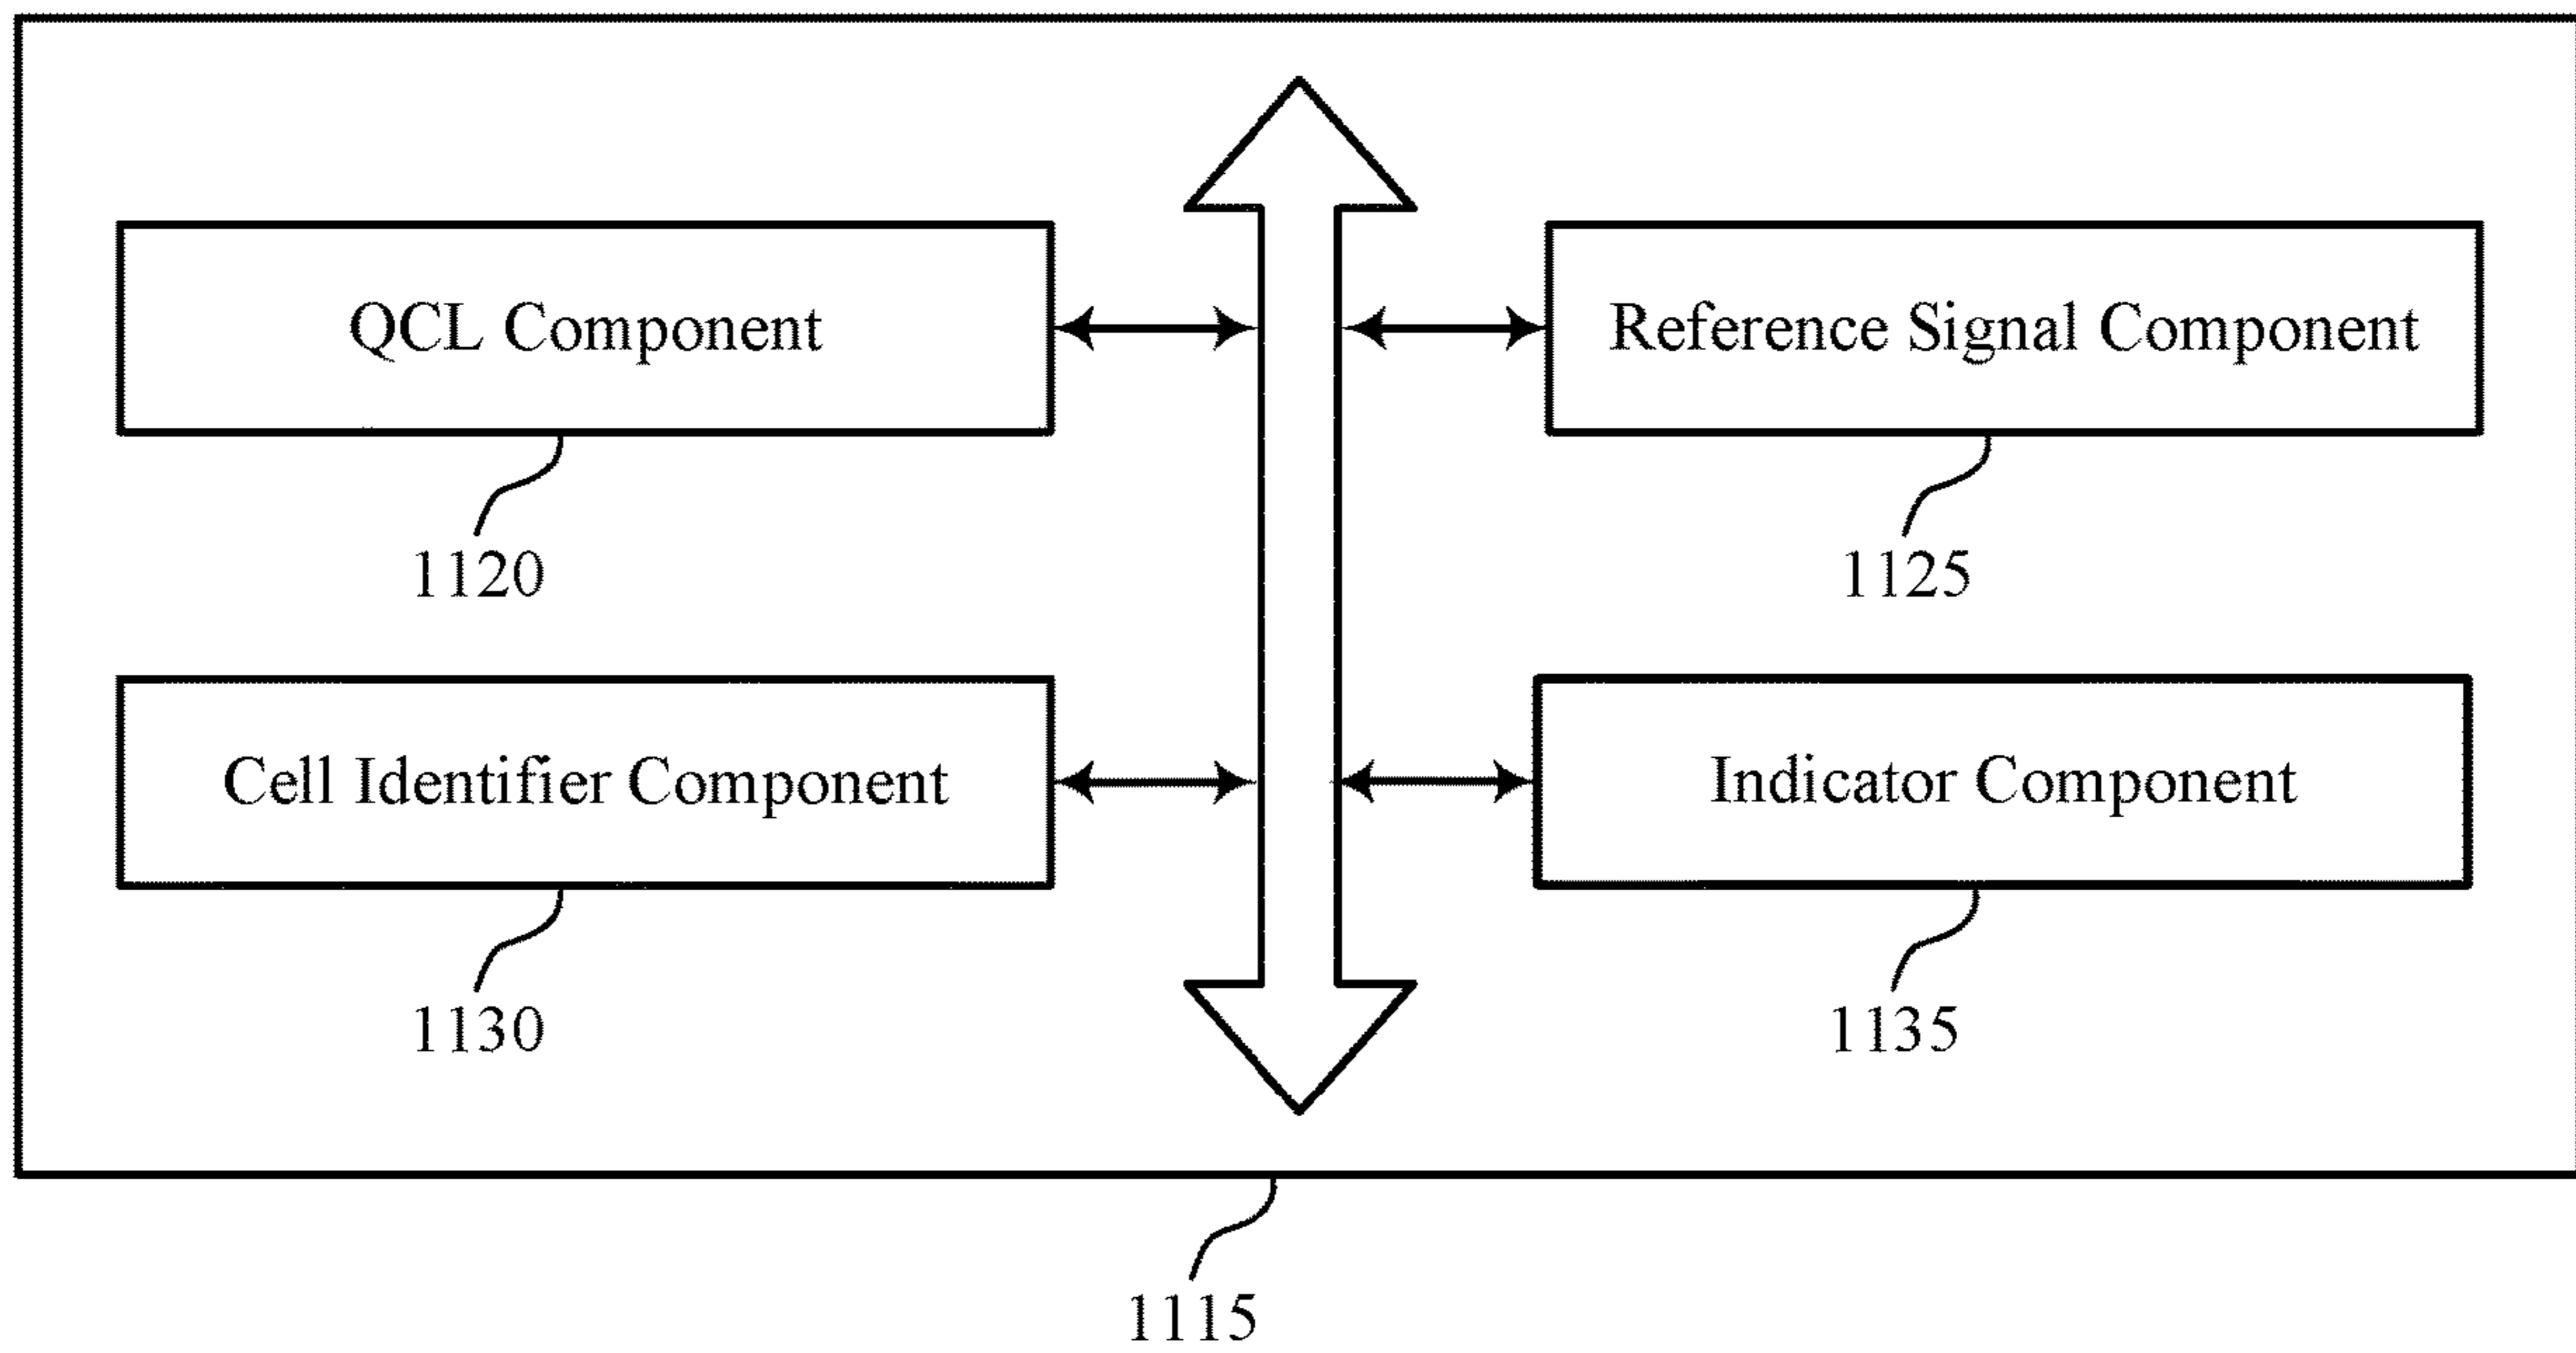 QCL Component
Reference Signal Component
1120
1125
Cell Identifier Component
Indicator Component
1130
1135
1115